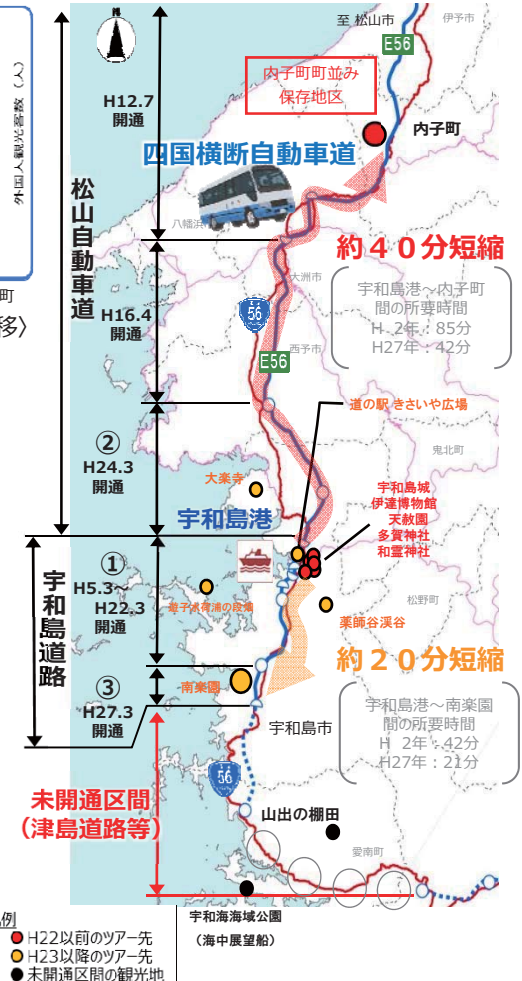 外国人観光客数（人）
町
移〉
至 松山市
伊予市
E56
内子町町並み
保存地区
内子町
H12.7
開通
四国横断自動車道
松山自動車道
八幡浜
約４０分短縮
大洲市
宇和島港～内子町
間の所要時間
H 2年：85分
H27年：42分
H16.4
開通
56
西予市
E56
道の駅 きさいや広場
②
H24.3
開通
鬼北町
大楽寺
宇和島港
宇和島城
伊達博物館
天赦園
多賀神社
和霊神社
①
H5.3～
H22.3
開通
宇和島道路
遊子水荷浦の段畑
松野町
薬師谷渓谷
約２０分短縮
③
H27.3
開通
南楽園
宇和島港～南楽園
間の所要時間
H 2年：42分
H27年：21分
宇和島市
56
未開通区間
（津島道路等）
山出の棚田
愛南町
宇和海海域公園
（海中展望船）
凡例
H22以前のツアー先
H23以降のツアー先
未開通区間の観光地